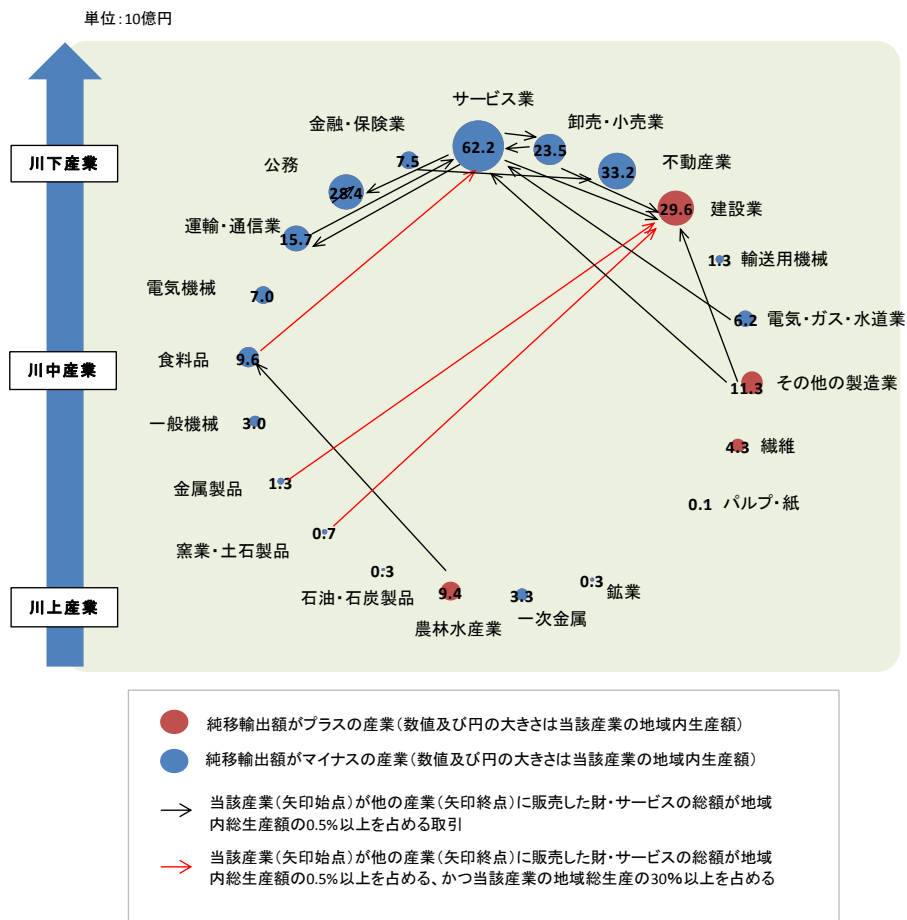 単位：10億円
サービス業
金融・保険業
卸売・小売業
川下産業
公務
7.5
62.2
23.5
不動産業
28.4
33.2
運輸・通信業
15.7
29.6
建設業
1.3
輸送用機械
電気機械
7.0
6.2
電気・ガス・水道業
川中産業
食料品
9.6
11.3
その他の製造業
一般機械
3.0
4.3
繊維
金属製品
1.3
0.1
パルプ・紙
窯業・土石製品
0.7
0.3
石油・石炭製品
川上産業
9.4
農林水産業
3.3
一次金属
0.3
鉱業
純移輸出額がプラスの産業（数値及び円の大きさは当該産業の地域内生産額）
純移輸出額がマイナスの産業（数値及び円の大きさは当該産業の地域内生産額）
当該産業（矢印始点）が他の産業（矢印終点）に販売した財・サービスの総額が地域
内総生産額の0.5%以上を占める取引
当該産業（矢印始点）が他の産業（矢印終点）に販売した財・サービスの総額が地域
内総生産額の0.5%以上を占める、かつ当該産業の地域総生産の30％以上を占める